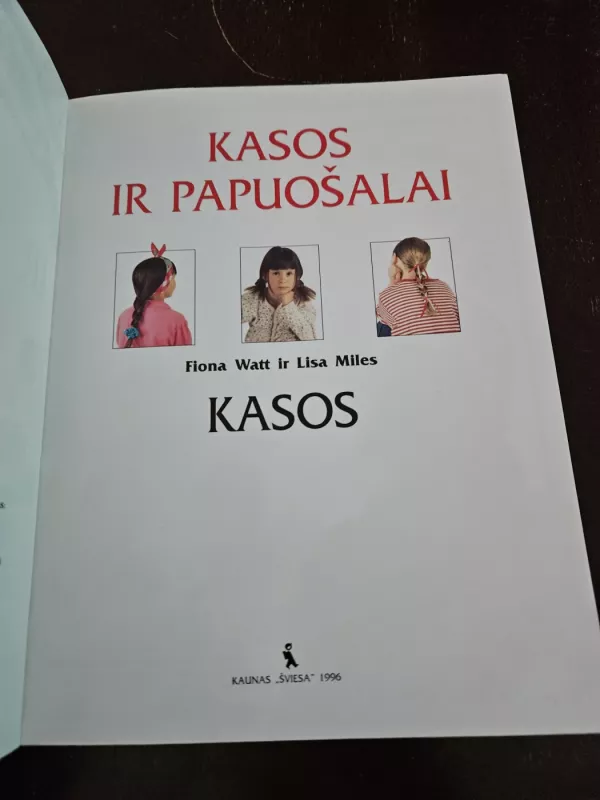 KASOS
IR PAPUOŠALAI
Fiona Watt ir Lisa Miles
KASOS
KAUNAS „ŠVIESA“ 1996